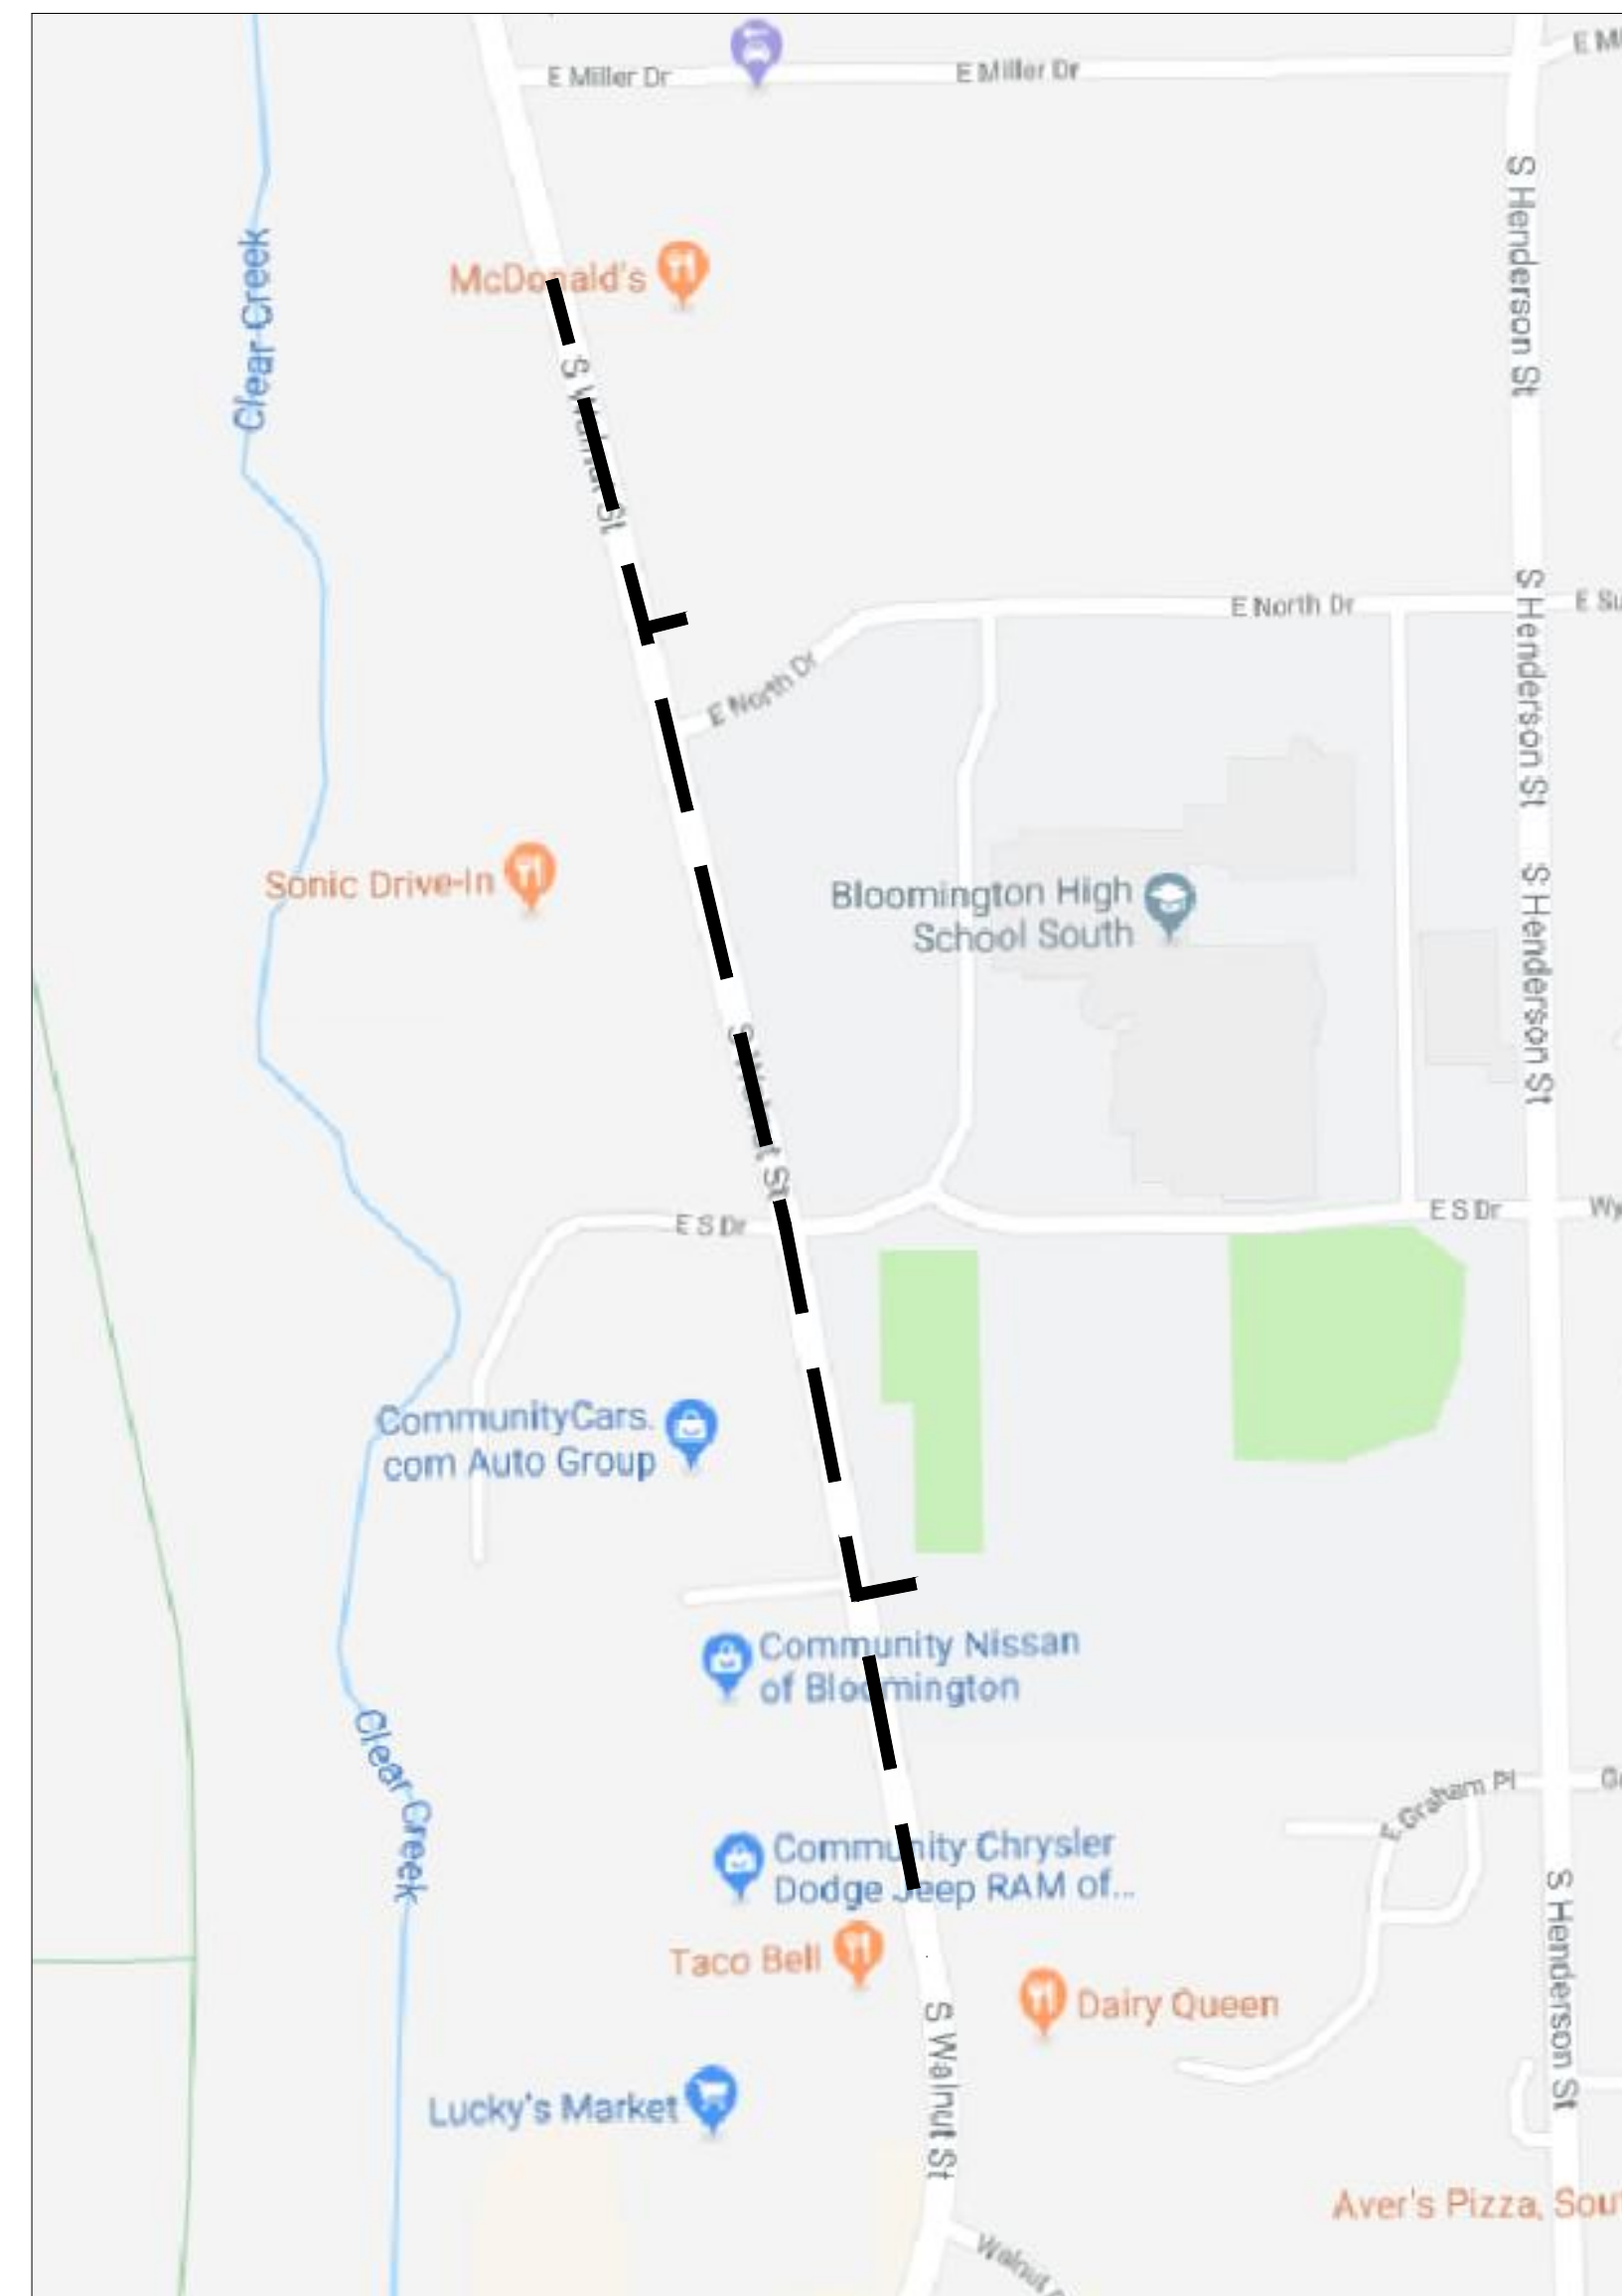 E Miller Dr
E Miller Dr
S Henderson St
McDonald's
Clear Creek
S Walnut St
E North Dr
E North Dr
S Henderson St
Sonic Drive-In
Bloomington High
School South
S Henderson St
S Walnut St
E S Dr
E S Dr
CommunityCars.
com Auto Group
Community Nissan
of Bloomington
Clear Creek
E Graham Pl
Community Chrysler
Dodge Jeep RAM of...
Taco Bell
S Henderson St
Dairy Queen
S Walnut St
Lucky's Market
Aver's Pizza,
Walnut